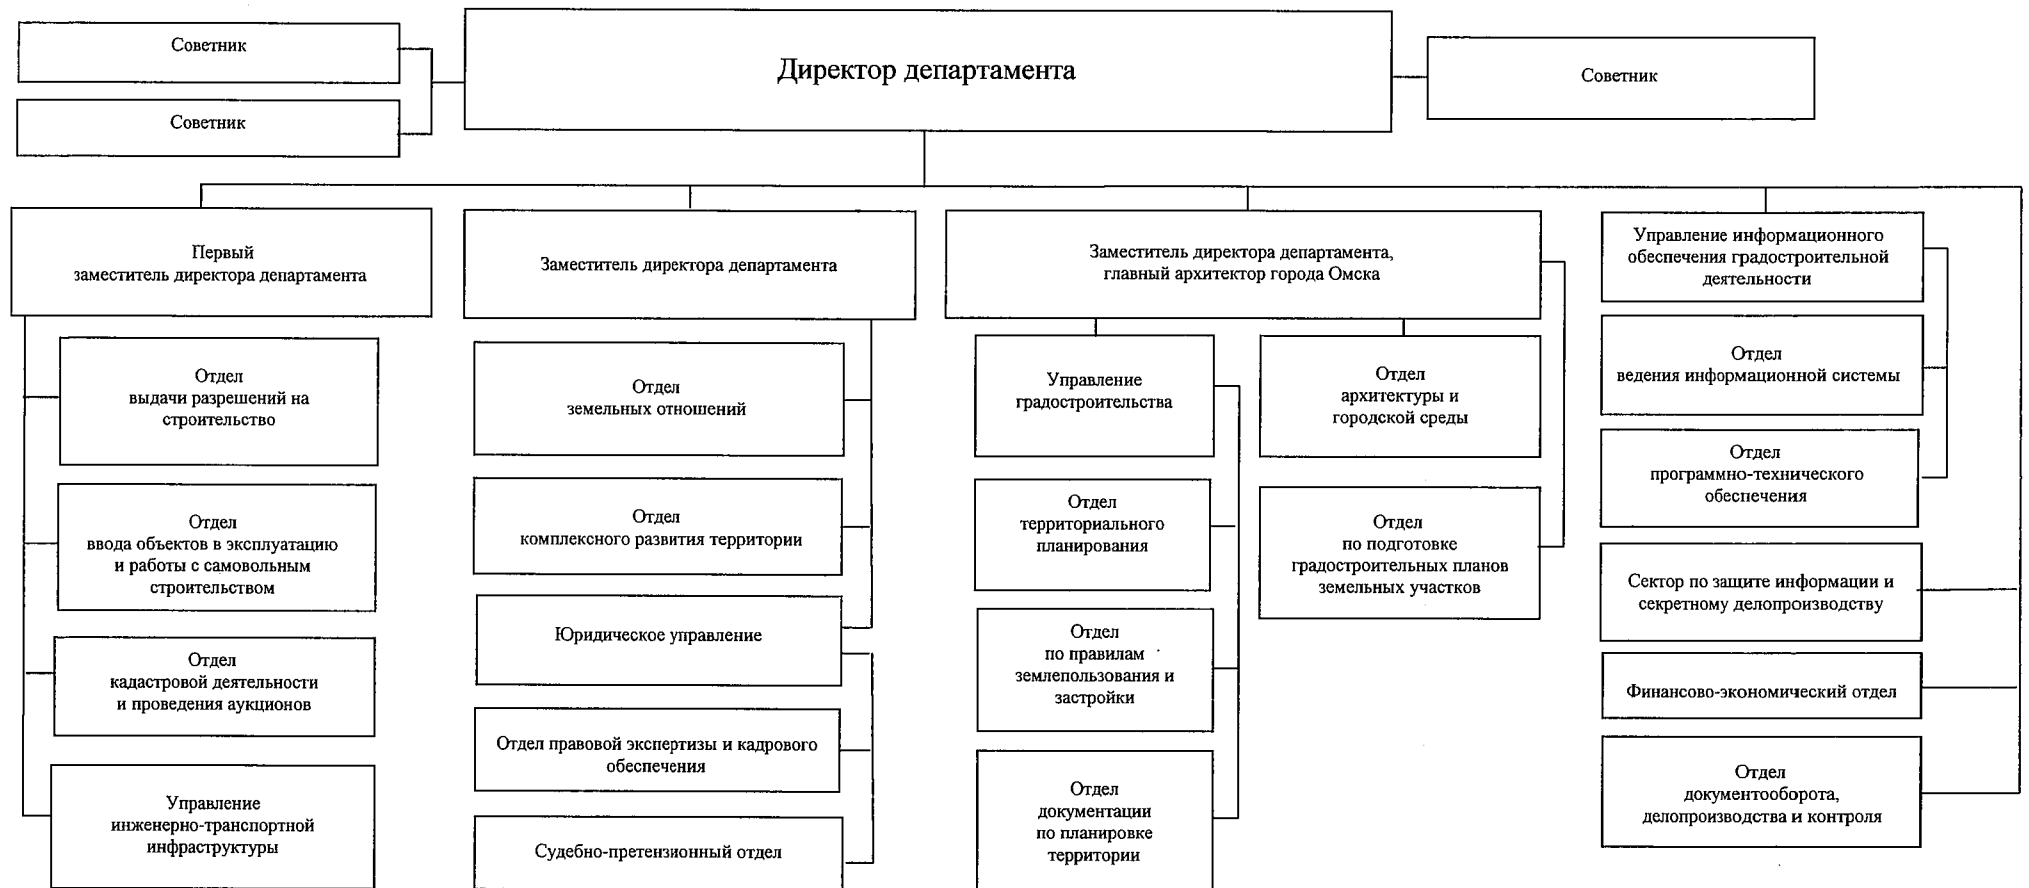 Советник
Советник
Директор департамента
Советник
Первый
заместитель директора департамента
Отдел
выдачи разрешений на
строительство
Отдел
ввода объектов в эксплуатацию
и работы с самовольным
строительством
Отдел
кадастровой деятельности
и проведения аукционов
Управление
инженерно-транспортной
инфраструктуры
Заместитель директора департамента
Отдел
земельных отношений
Отдел
комплексного развития территории
Юридическое управление
Отдел правовой экспертизы и кадрового
обеспечения
Судебно-претензионный отдел
Заместитель директора департамента,
главный архитектор города Омска
Управление
градостроительства
Отдел
территориального
планирования
Отдел
по правилам
землепользования и
застройки
Отдел
документации
по планировке
территории
Отдел
архитектуры и
городской среды
Отдел
по подготовке
градостроительных планов
земельных участков
Управление информационного
обеспечения градостроительной
деятельности
Отдел
ведения информационной системы
Отдел
программно-технического
обеспечения
Сектор по защите информации и
секретному делопроизводству
Финансово-экономический отдел
Отдел
документооборота,
делопроизводства и контроля